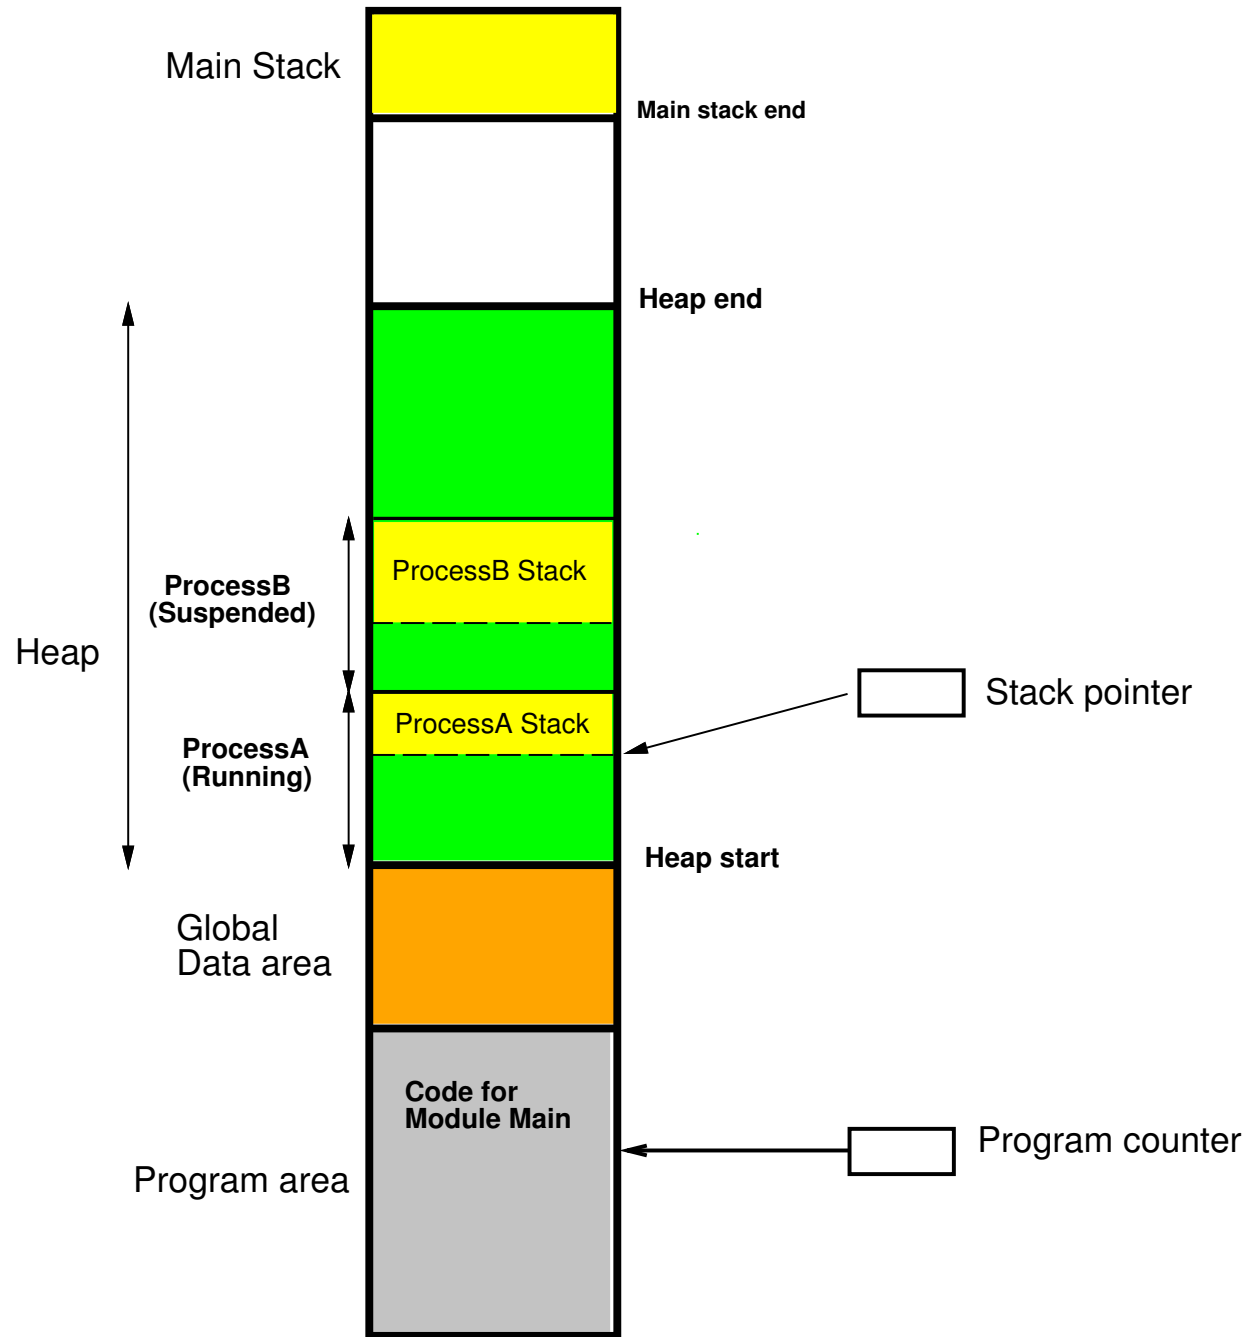 Main Stack
Main stack end
Heap end
ProcessB Stack
ProcessB
(Suspended)
Heap
Stack pointer
ProcessA Stack
ProcessA
(Running)
Heap start
Global
Data area
Code for
Module Main
Program counter
Program area